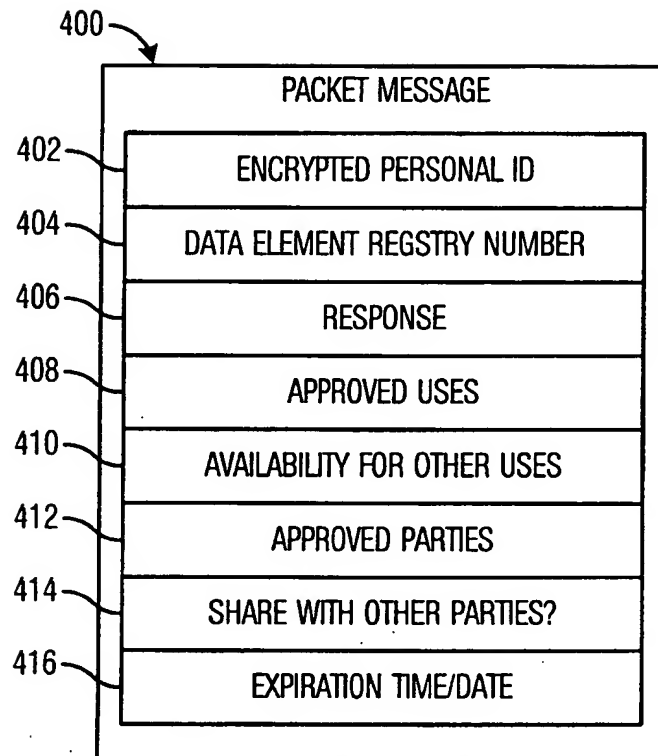 400
PACKET MESSAGE
402
ENCRYPTED PERSONAL ID
404
DATA ELEMENT REGSTRY NUMBER
406
RESPONSE
408
APPROVED USES
410
AVAILABILITY FOR OTHER USES
412
APPROVED PARTIES
414
SHARE WITH OTHER PARTIES?
416
EXPIRATION TIME/DATE